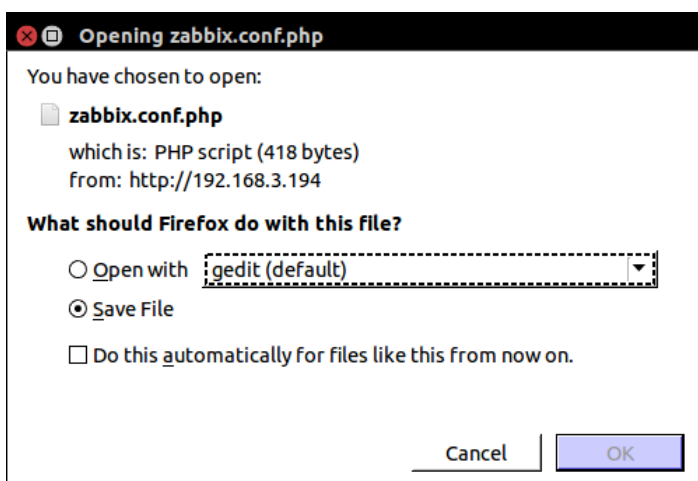 Opening zabbix.conf.php
You have chosen to open:
zabbix.conf.php
which is: PHP script (418 bytes)
from: http://192.168.3.194
What should Firefox do with this file?
Open with gedit (default)
Save File
Do this automatically for files like this from now on.
Cancel OK